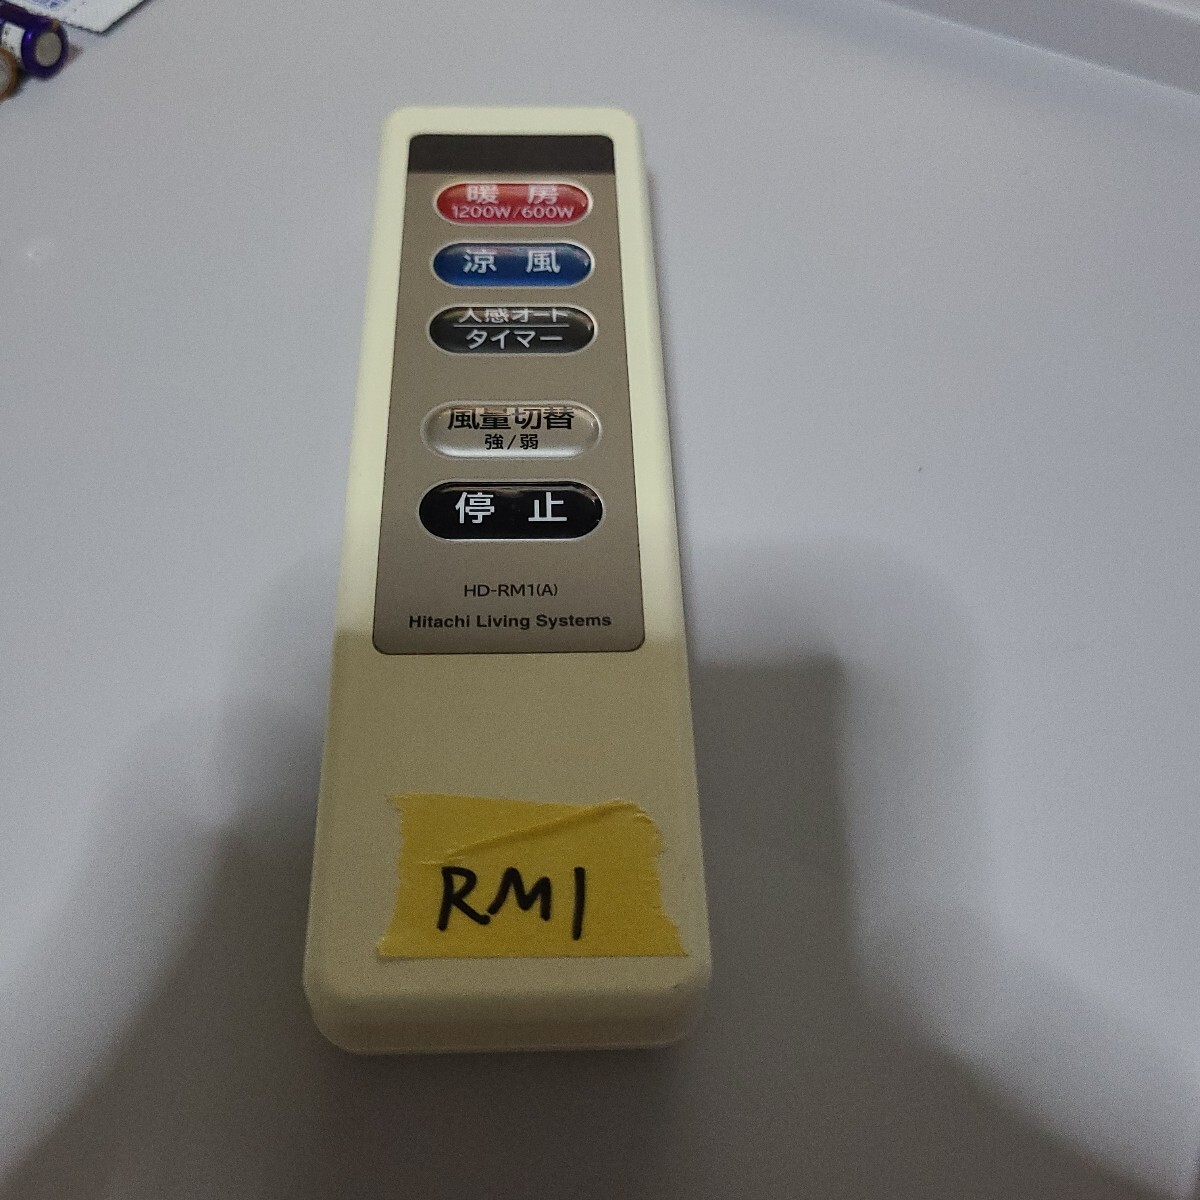 暖房
1200W/600W
涼風
人感オート
タイマー
風量切替
強/弱
停止
HD-RM1(A)
Hitachi Living Systems
RM1